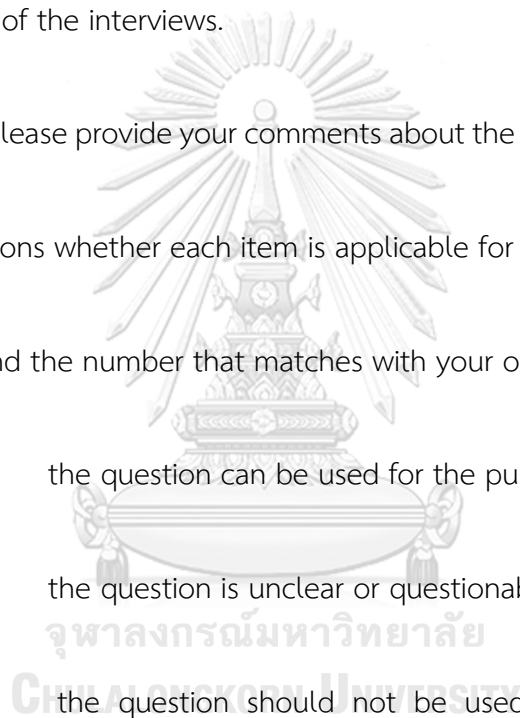 of the interviews.
lease provide your comments about the
ons whether each item is applicable for
nd the number that matches with your o
the question can be used for the pu
the question is unclear or questionab
จุฬาลงกรณ์มหาวิทยาลัย
CHULALONGKORN UNIVERSITY
the question should not be used